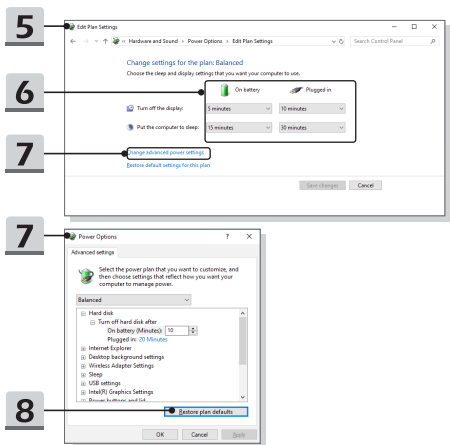 5
Edit Plan Settings
« Hardware and Sound › Power Options › Edit Plan Settings
Search Control Panel
Change settings for the plan: Balanced
Choose the sleep and display settings that you want your computer to use.
6
On battery
Plugged in
Turn off the display:
5 minutes
10 minutes
Put the computer to sleep:
15 minutes
30 minutes
7
Change advanced power settings
Restore default settings for this plan
Save changes
Cancel
7
Power Options
?
Advanced settings
Select the power plan that you want to customize, and
then choose settings that reflect how you want your
computer to manage power.
Balanced
Hard disk
Turn off hard disk after
On battery (Minutes): 10
Plugged in: 20 Minutes
Internet Explorer
Desktop background settings
Wireless Adapter Settings
Sleep
USB settings
Intel(R) Graphics Settings
Power buttons and lid
8
Restore plan defaults
OK
Cancel
Apply